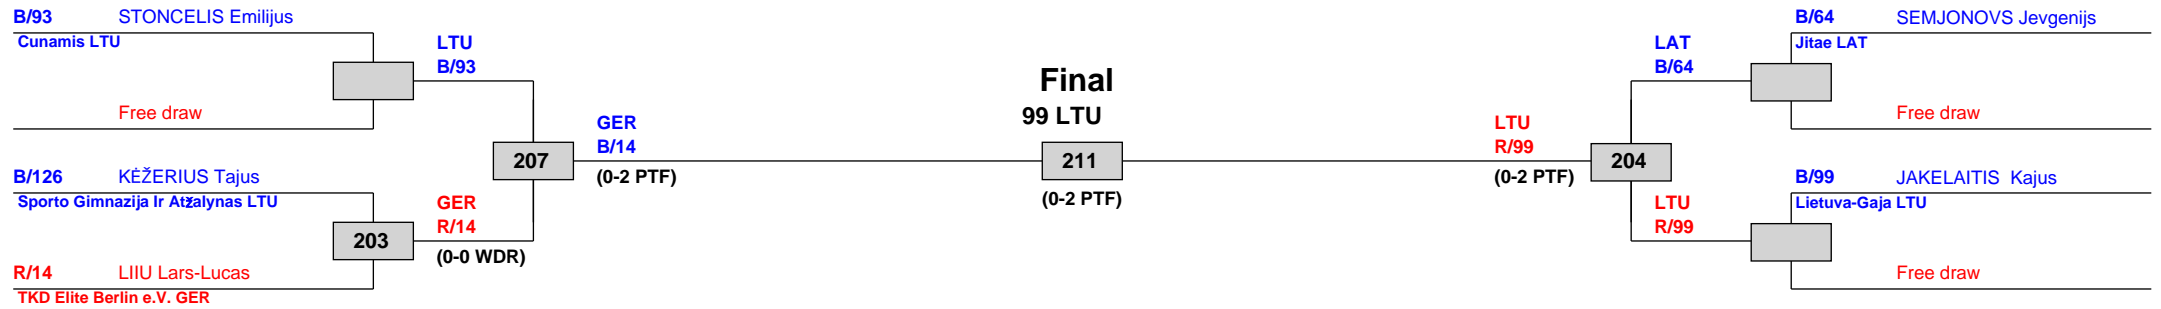 B/93 STONCELIS Emilijus
Cunamis LTU
Free draw
B/126 KĖŽERIUS Tajus
Sporto Gimnazija Ir Atžalynas LTU
R/14 LIIU Lars-Lucas
TKD Elite Berlin e.V. GER
LTU
B/93
203
GER
R/14
(0-0 WDR)
207
GER
B/14
(0-2 PTF)
Final
99 LTU
211
(0-2 PTF)
LTU
R/99
(0-2 PTF)
204
LAT
B/64
LTU
R/99
B/64 SEMJONOVS Jevgenijs
Jitae LAT
Free draw
B/99 JAKELAITIS Kajus
Lietuva-Gaja LTU
Free draw